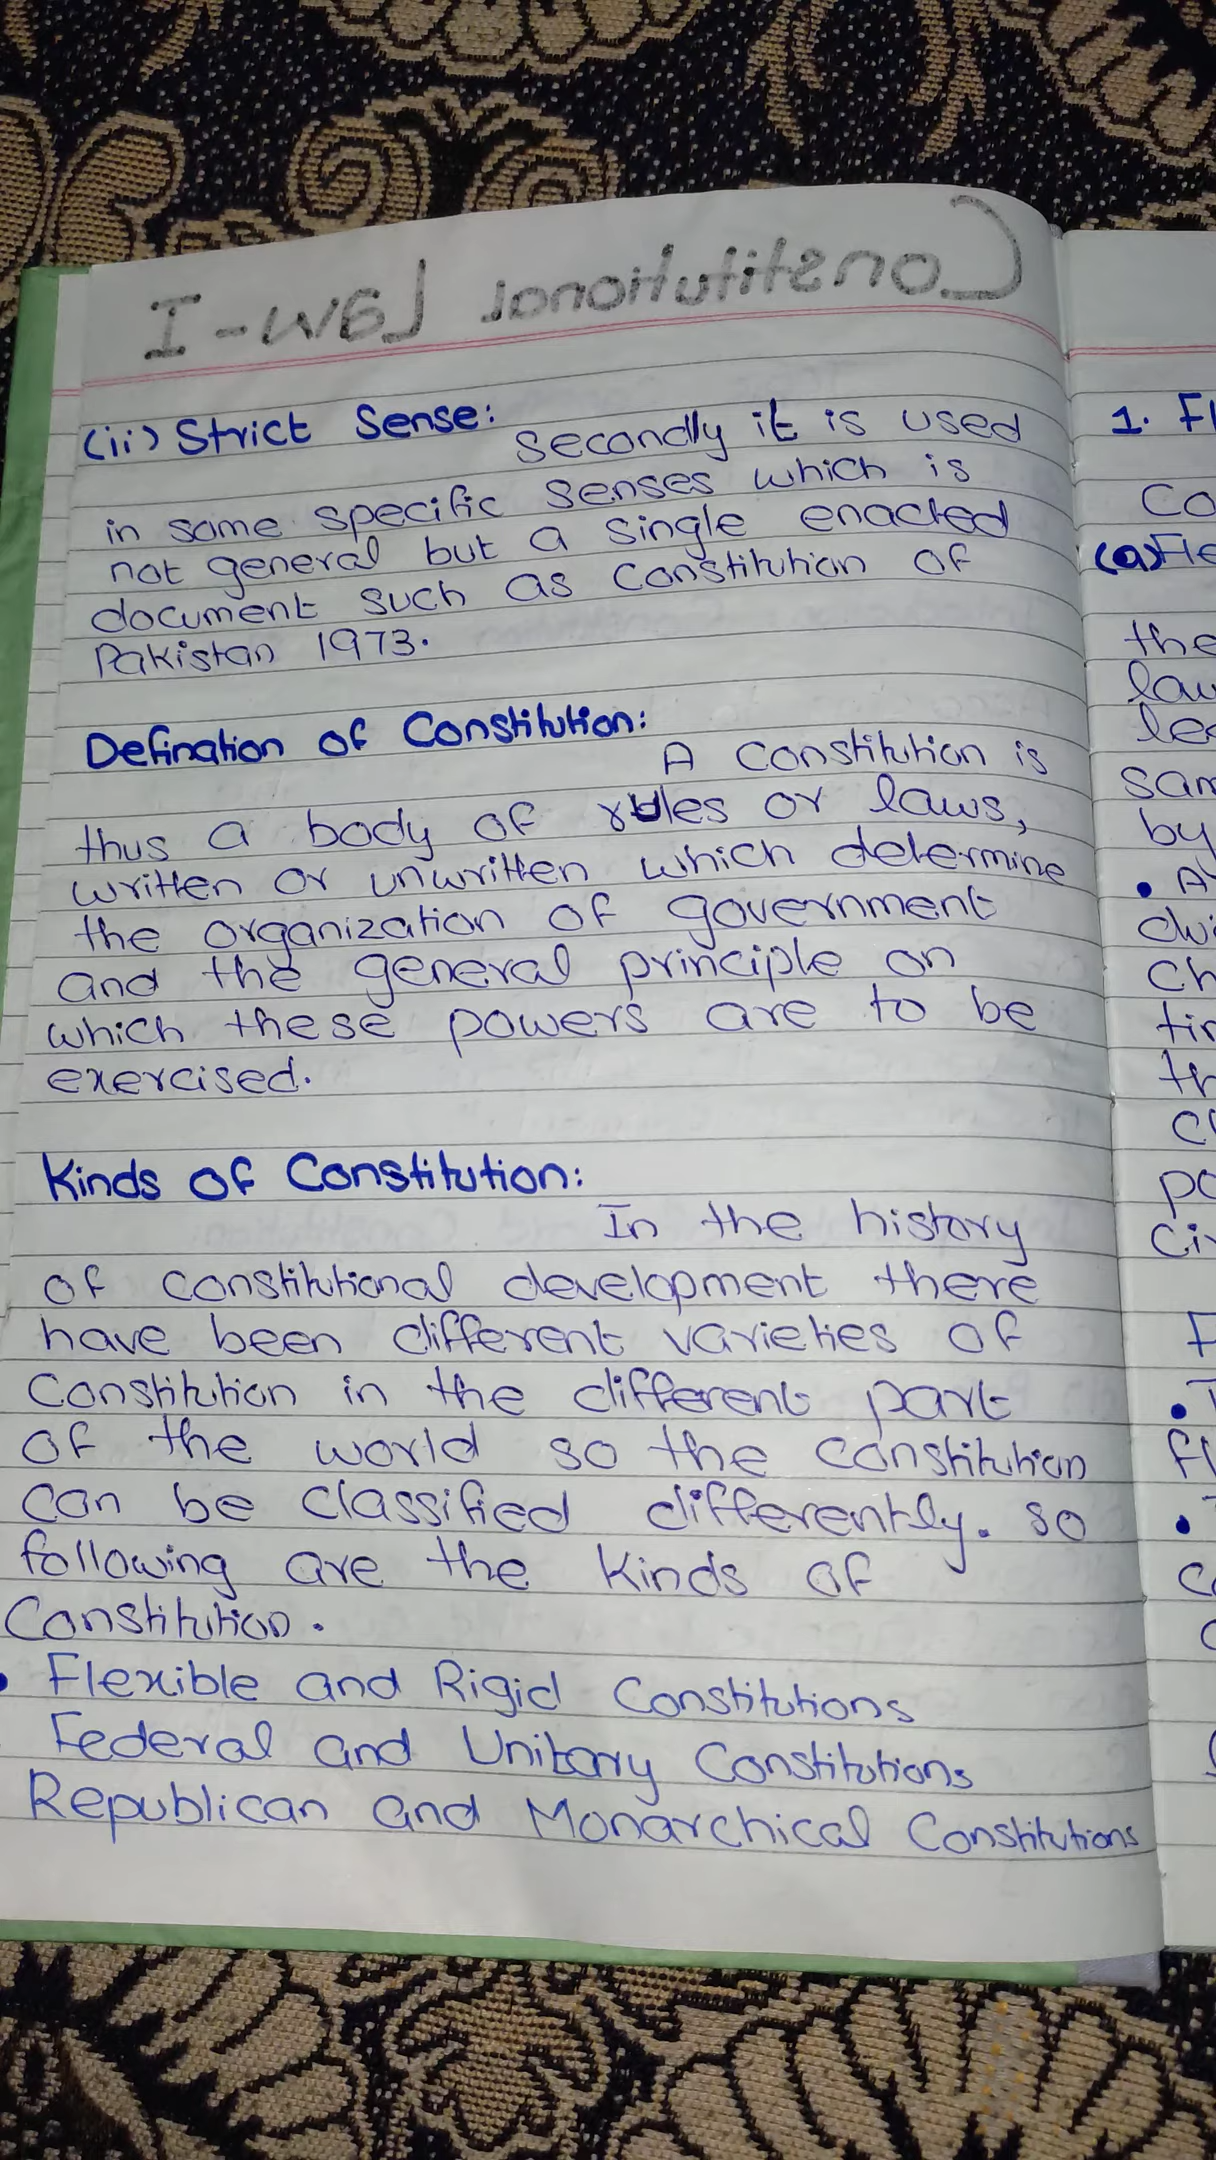 Constitutional Law-I
(ii) Strict Sense:
Secondly it is used
in some specific senses which is
not general but a single enacted
document such as constitution of
Pakistan 1973.
Defination of Constitution:
A constitution is
thus a body of rules or laws,
written or unwritten which determine
the organization of government
and the general principle on
which these powers are to be
exercised.
Kinds of Constitution:
In the history
of constitutional development there
have been different varieties of
Constitution in the different part
of the world so the constitution
can be classified differently. so
following are the kinds of
Constitution.
• Flexible and Rigid Constitutions
Federal and Unitary Constitutions
Republican and Monarchical Constitutions
1.
(a)
the
by